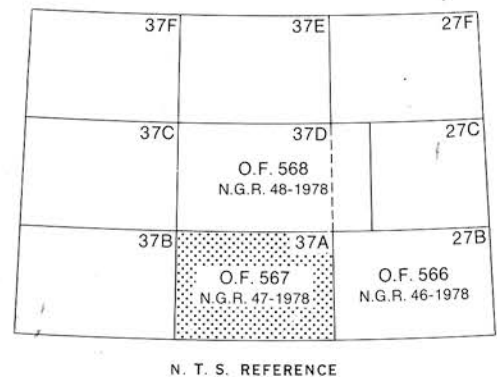 37F
37E
27F
37C
37D
27C
O.F. 568
N.G.R. 48-1978
37B
37A
27B
O.F. 567
N.G.R. 47-1978
O.F. 566
N.G.R. 46-1978
N. T. S. REFERENCE